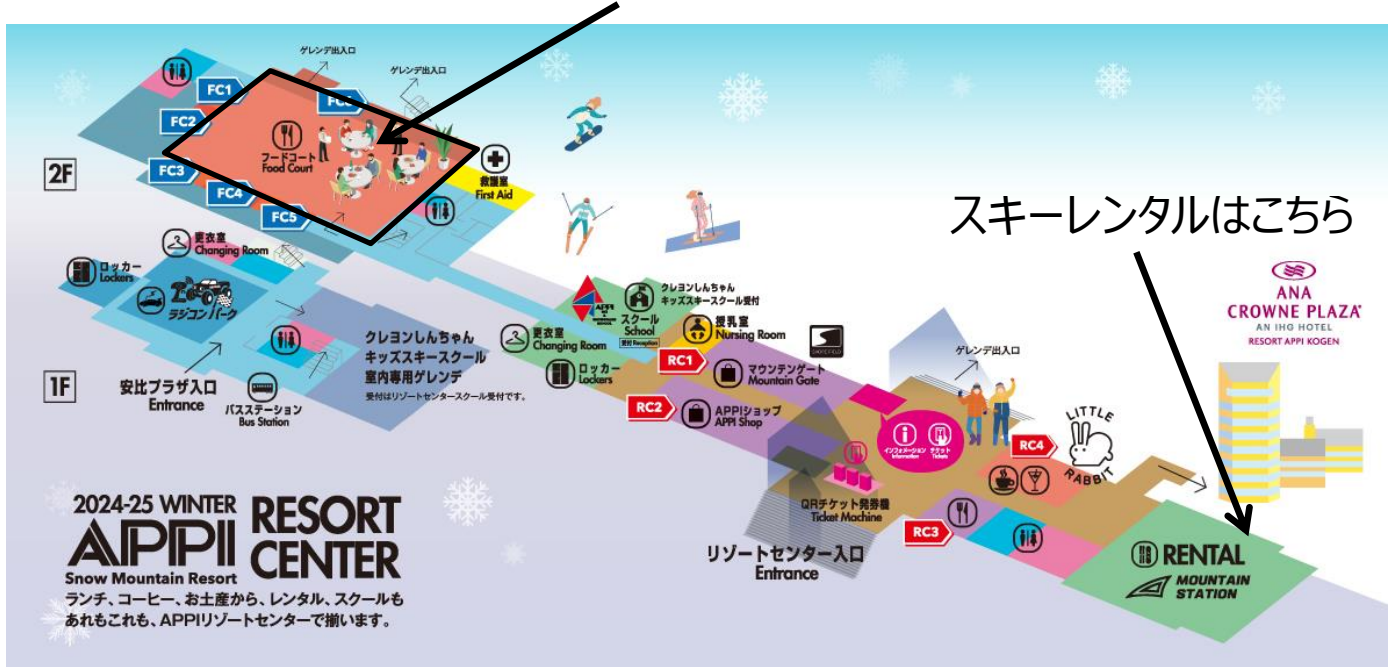 ゲレンデ出入口
ゲレンデ出入口
FC1
FC2
FC3
FC4
FC5
フードコート
Food Court
2F
救護室
First Aid
スキーレンタルはこちら
更衣室
Changing Room
ロッカー
Lockers
ラジコンパーク
クレヨンしんちゃん
キッズスキースクール
室内専用ゲレンデ
受付はリゾートセンタースクール受付です。
1F
安比プラザ入口
Entrance
バスステーション
Bus Station
APPI
クレヨンしんちゃん
キッズスキースクール受付
スクール
School
受付 Reception
更衣室
Changing Room
ロッカー
Lockers
授乳室
Nursing Room
RC1
マウンテンゲート
Mountain Gate
RC2
APPIショップ
APPI Shop
ゲレンデ出入口
インフォメーション
Information
チケット
Tickets
QRチケット発券機
Ticket Machine
リゾートセンター入口
Entrance
RC3
RC4
LITTLE
RABBIT
ANA
CROWNE PLAZA
AN IHG HOTEL
RESORT APPI KOGEN
RENTAL
MOUNTAIN
STATION
2024-25 WINTER
APPI
Snow Mountain Resort
RESORT
CENTER
ランチ、コーヒー、お土産から、レンタル、スクールも
あれもこれも、APPIリゾートセンターで揃います。